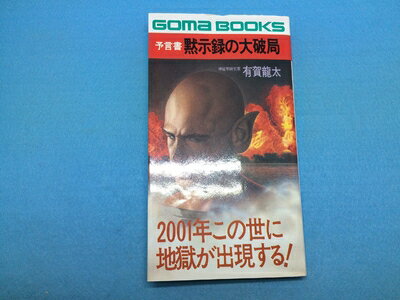 GOMA BOOKS
予言書 黙示録の大破局
有賀龍太
2001年この世に
地獄が出現する!